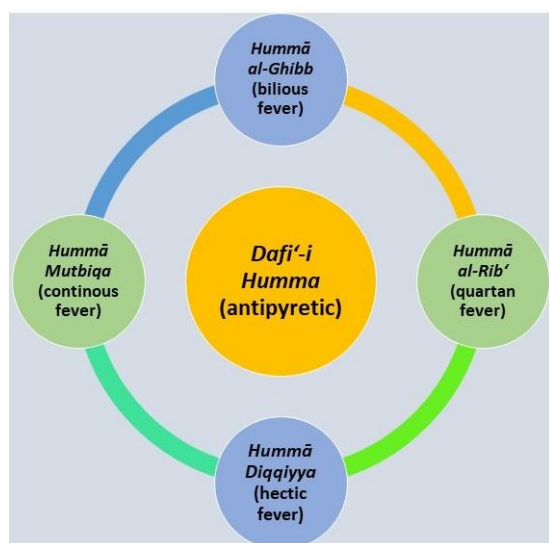 Hummā
al-Ghibb
(bilious
fever)
Hummā
Mutbiqa
(continous
fever)
Dafi‘-i
Humma
(antipyretic)
Hummā
al-Rib‘
(quartan
fever)
Hummā
Diqqiyya
(hectic
fever)